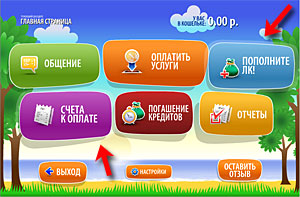 ГЛАВНАЯ СТРАНИЦА
У ВАС
В КОШЕЛЬКЕ:
0,00 р.
ОБЩЕНИЕ
ОПЛАТИТЬ
УСЛУГИ
ПОПОЛНИТЕ
ЛК!
СЧЕТА
К ОПЛАТЕ
ПОГАШЕНИЕ
КРЕДИТОВ
ОТЧЕТЫ
ВЫХОД
НАСТРОЙКИ
ОСТАВИТЬ
ОТЗЫВ